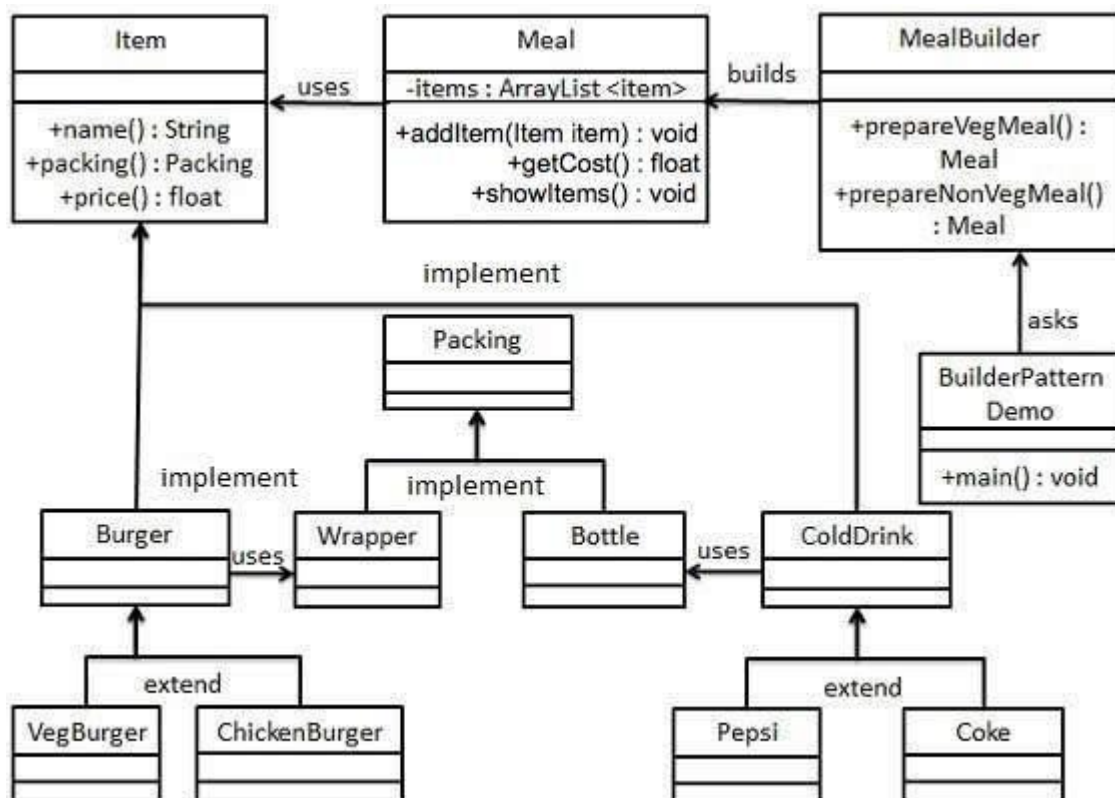 Item
+name() : String
+packing() : Packing
+price() : float
uses
Meal
-items : ArrayList <item>
+addItem(Item item) : void
+getCost() : float
+showItems() : void
builds
MealBuilder
+prepareVegMeal() :
Meal
+prepareNonVegMeal()
: Meal
implement
asks
Packing
BuilderPattern
Demo
+main() : void
implement
implement
Burger
uses
Wrapper
Bottle
uses
ColdDrink
extend
extend
VegBurger
ChickenBurger
Pepsi
Coke